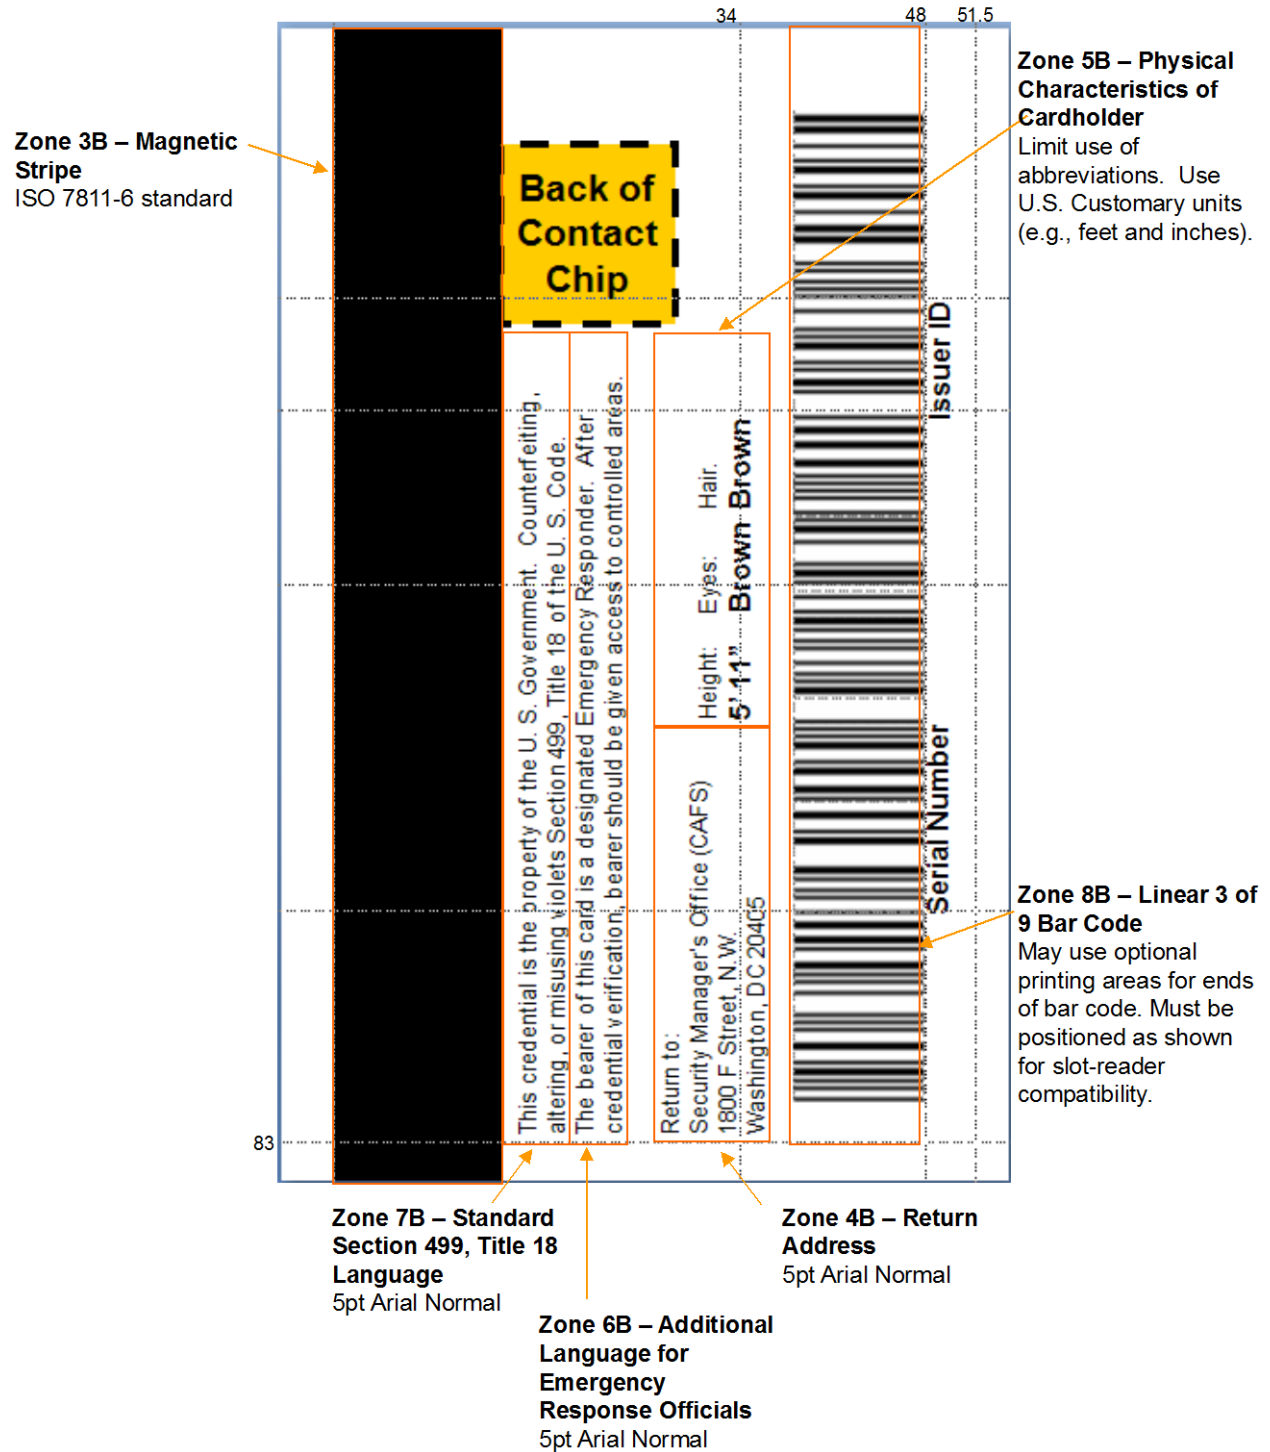 34
48
51.5
Zone 5B – Physical
Characteristics of
Cardholder
Limit use of
abbreviations.  Use
U.S. Customary units
(e.g., feet and inches).
Zone 3B – Magnetic
Stripe
ISO 7811-6 standard
Back of
Contact
Chip
This credential is the property of the U. S. Government.  Counterfeiting,
altering, or misusing violets Section 499, Title 18 of the U. S. Code.
The bearer of this card is a designated Emergency Responder.  After
credential verification, bearer should be given access to controlled areas.
Height: Eyes: Hair.
5’ 11” Brown Brown
Return to:
Security Manager's Office (CAFS)
1800 F Street, N.W.
Washington, DC 20405
Issuer ID
Serial Number
Zone 8B – Linear 3 of
9 Bar Code
May use optional
printing areas for ends
of bar code. Must be
positioned as shown
for slot-reader
compatibility.
83
Zone 7B – Standard
Section 499, Title 18
Language
5pt Arial Normal
Zone 4B – Return
Address
5pt Arial Normal
Zone 6B – Additional
Language for
Emergency
Response Officials
5pt Arial Normal